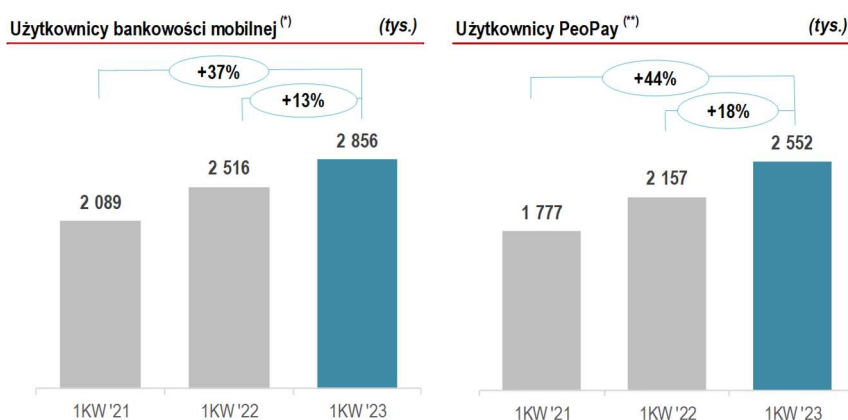 Użytkownicy bankowości mobilnej (*) (tys.)
+37%
+13%
2 089
2 516
2 856
1KW '21
1KW '22
1KW '23
Użytkownicy PeoPay (**) (tys.)
+44%
+18%
1 777
2 157
2 552
1KW '21
1KW '22
1KW '23